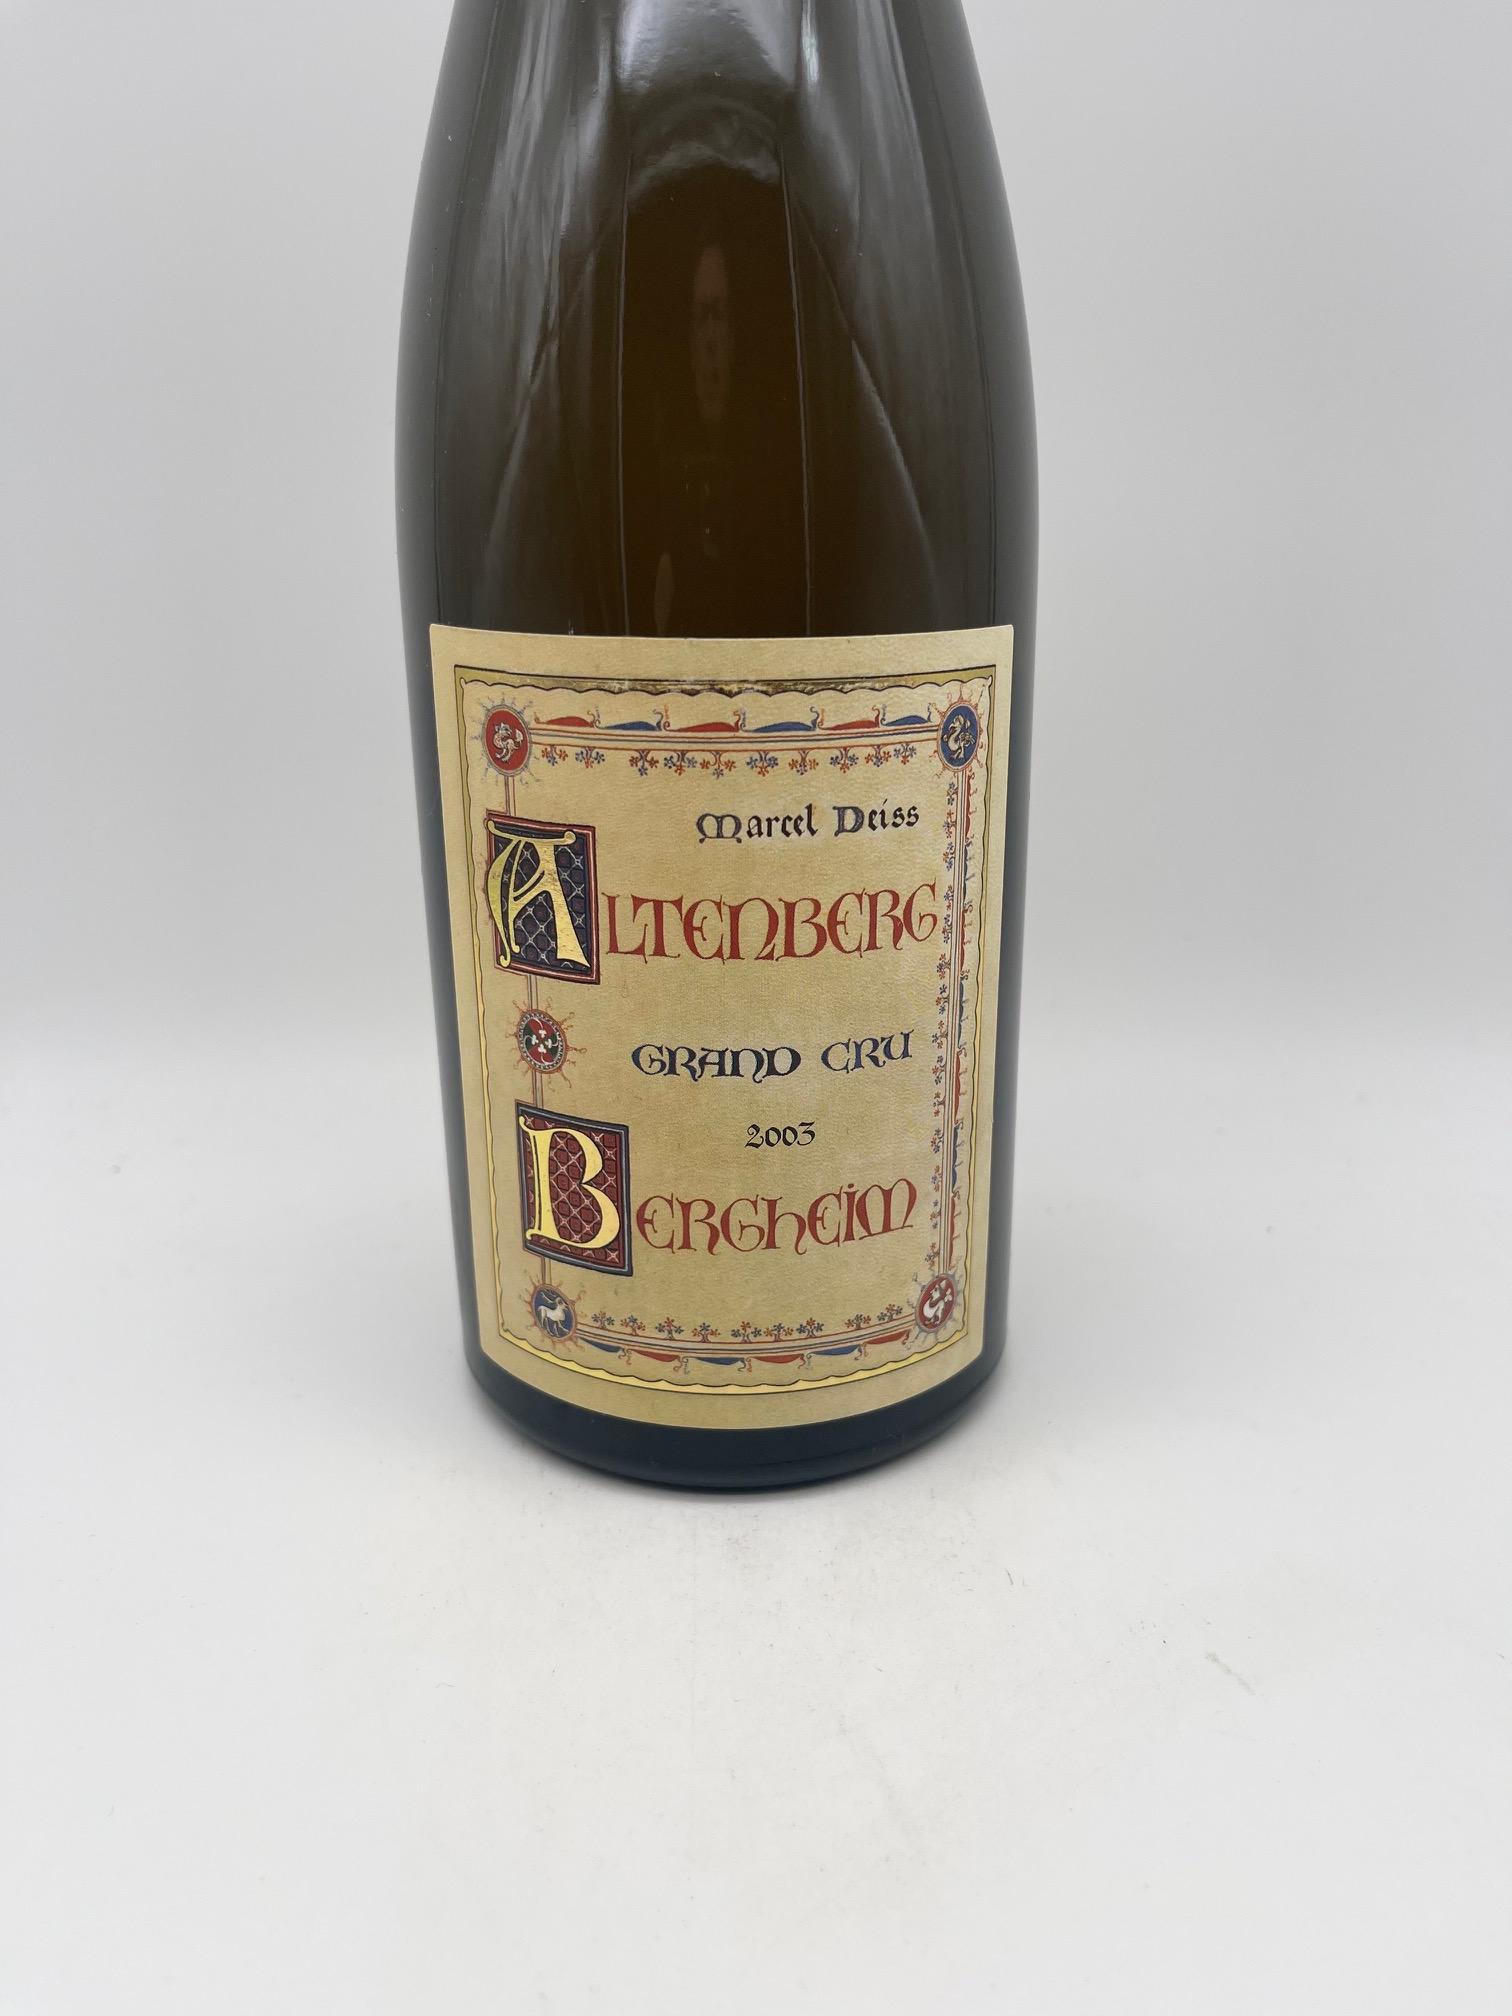 Marcel Deiss
ALTENBERG
GRAND CRU
2003
BERGHEIM